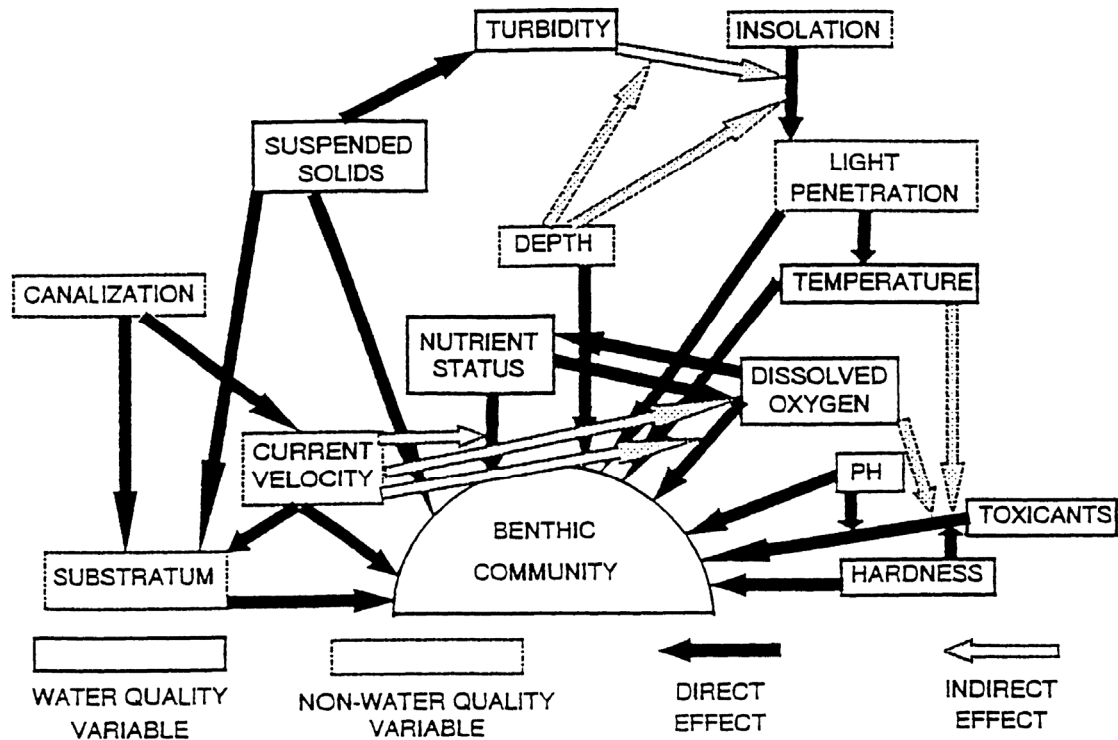 TURBIDITY
INSOLATION
SUSPENDED
SOLIDS
LIGHT
PENETRATION
DEPTH
CANALIZATION
TEMPERATURE
NUTRIENT
STATUS
DISSOLVED
OXYGEN
CURRENT
VELOCITY
PH
TOXICANTS
BENTHIC
COMMUNITY
SUBSTRATUM
HARDNESS
WATER QUALITY
VARIABLE
NON-WATER QUALITY
VARIABLE
DIRECT
EFFECT
INDIRECT
EFFECT